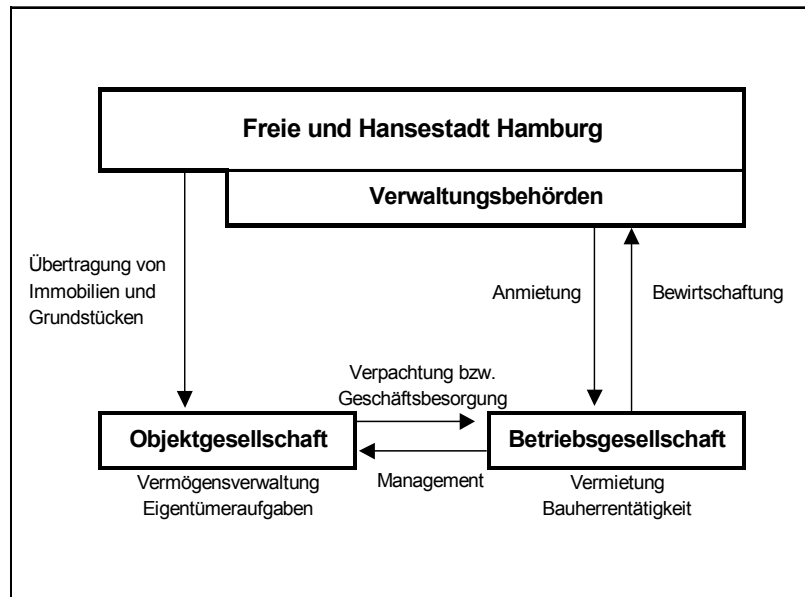 Freie und Hansestadt Hamburg
Verwaltungsbehörden
Übertragung von
Immobilien und
Grundstücken
Anmietung
Bewirtschaftung
Verpachtung bzw.
Geschäftsbesorgung
Objektgesellschaft
Betriebsgesellschaft
Vermögensverwaltung
Eigentümeraufgaben
Management
Vermietung
Bauherrentätigkeit